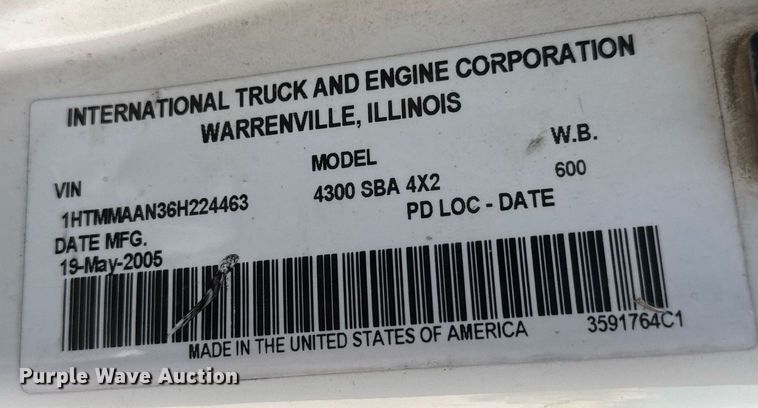 INTERNATIONAL TRUCK AND ENGINE CORPORATION
WARRENVILLE, ILLINOIS
VIN MODEL W.B.
1HTMMAAN36H224463 4300 SBA 4X2 600
DATE MFG. PD LOC - DATE
19-May-2005
MADE IN THE UNITED STATES OF AMERICA 3591764C1
Purple Wave Auction